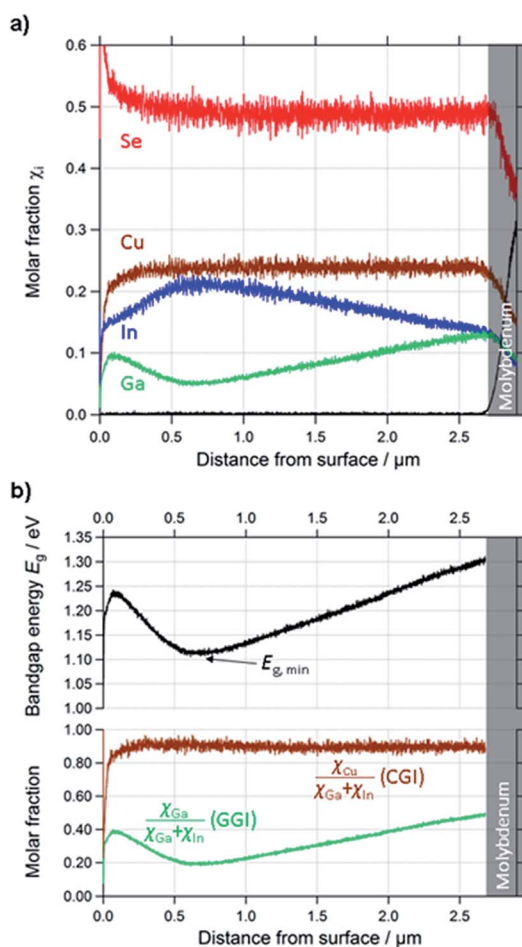 a)
0.6
0.5
0.4
0.3
0.2
0.1
0.0
Molar fraction χi
Se
Cu
In
Ga
Molybdenum
0.0 0.5 1.0 1.5 2.0 2.5
Distance from surface / µm
b)
0.0 0.5 1.0 1.5 2.0 2.5
1.35
1.30
1.25
1.20
1.15
1.10
1.05
1.00
Bandgap energy Eg / eV
Eg, min
1.00
0.80
0.60
0.40
0.20
Molar fraction
χCu
χGa+χIn
(CGI)
χGa
χGa+χIn
(GGI)
Molybdenum
0.0 0.5 1.0 1.5 2.0 2.5
Distance from surface / µm